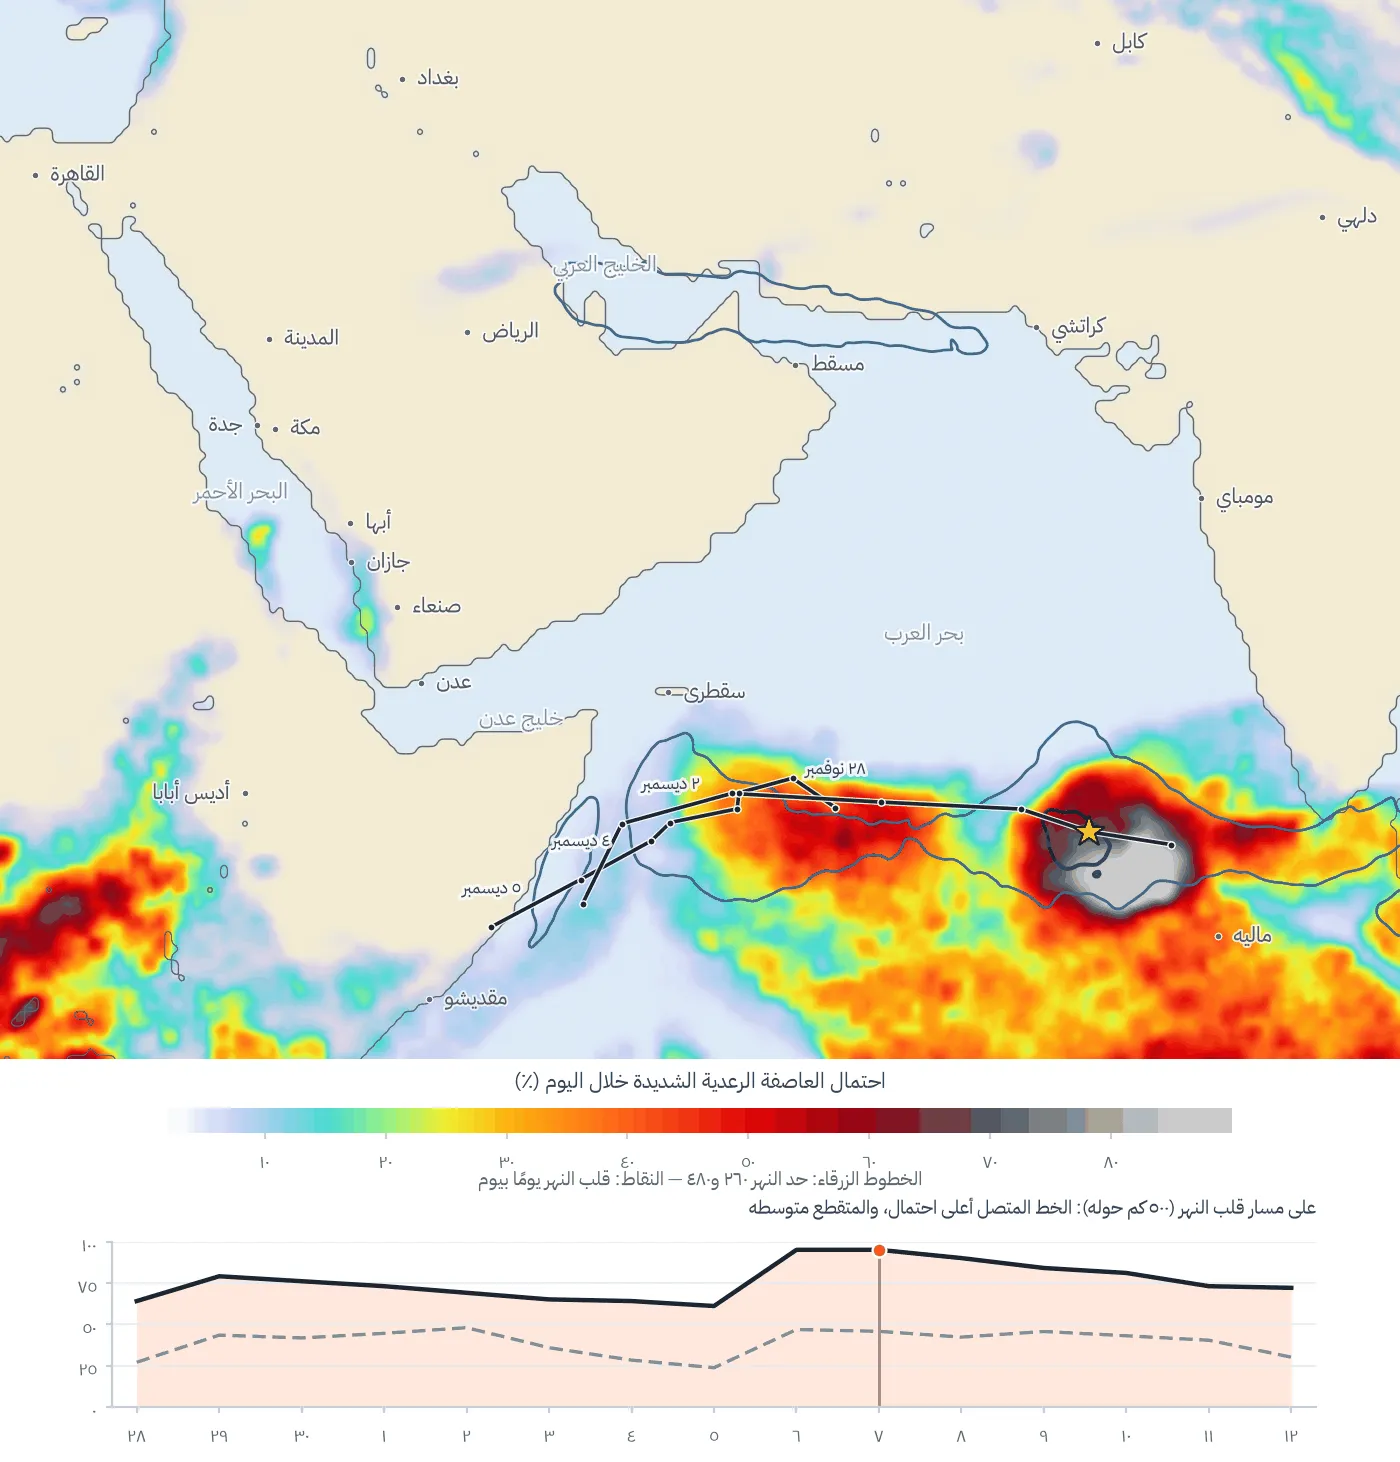 كابل
بغداد
القاهرة
دلهي
الخليج العربي
كراتشي
الرياض
المدينة
مسقط
جدة
مكة
البحر الأحمر
مومباي
أبها
جازان
صنعاء
بحر العرب
عدن
سقطرى
خليج عدن
٢٨ نوفمبر
٢ ديسمبر
أديس أبابا
٤ ديسمبر
٥ ديسمبر
ماليه
مقديشو
احتمال العاصفة الرعدية الشديدة خلال اليوم (٪)
١٠ ٢٠ ٣٠ ٤٠ ٥٠ ٦٠ ٧٠ ٨٠
الخطوط الزرقاء: حد النهر ٢٦٠ و٤٨٠ — النقاط: قلب النهر يومًا بيوم
على مسار قلب النهر (٥٠٠ كم حوله): الخط المتصل أعلى احتمال، والمتقطع متوسطه
١٠٠
٧٥
٥٠
٢٥
٠
٢٨ ٢٩ ٣٠ ١ ٢ ٣ ٤ ٥ ٦ ٧ ٨ ٩ ١٠ ١١ ١٢